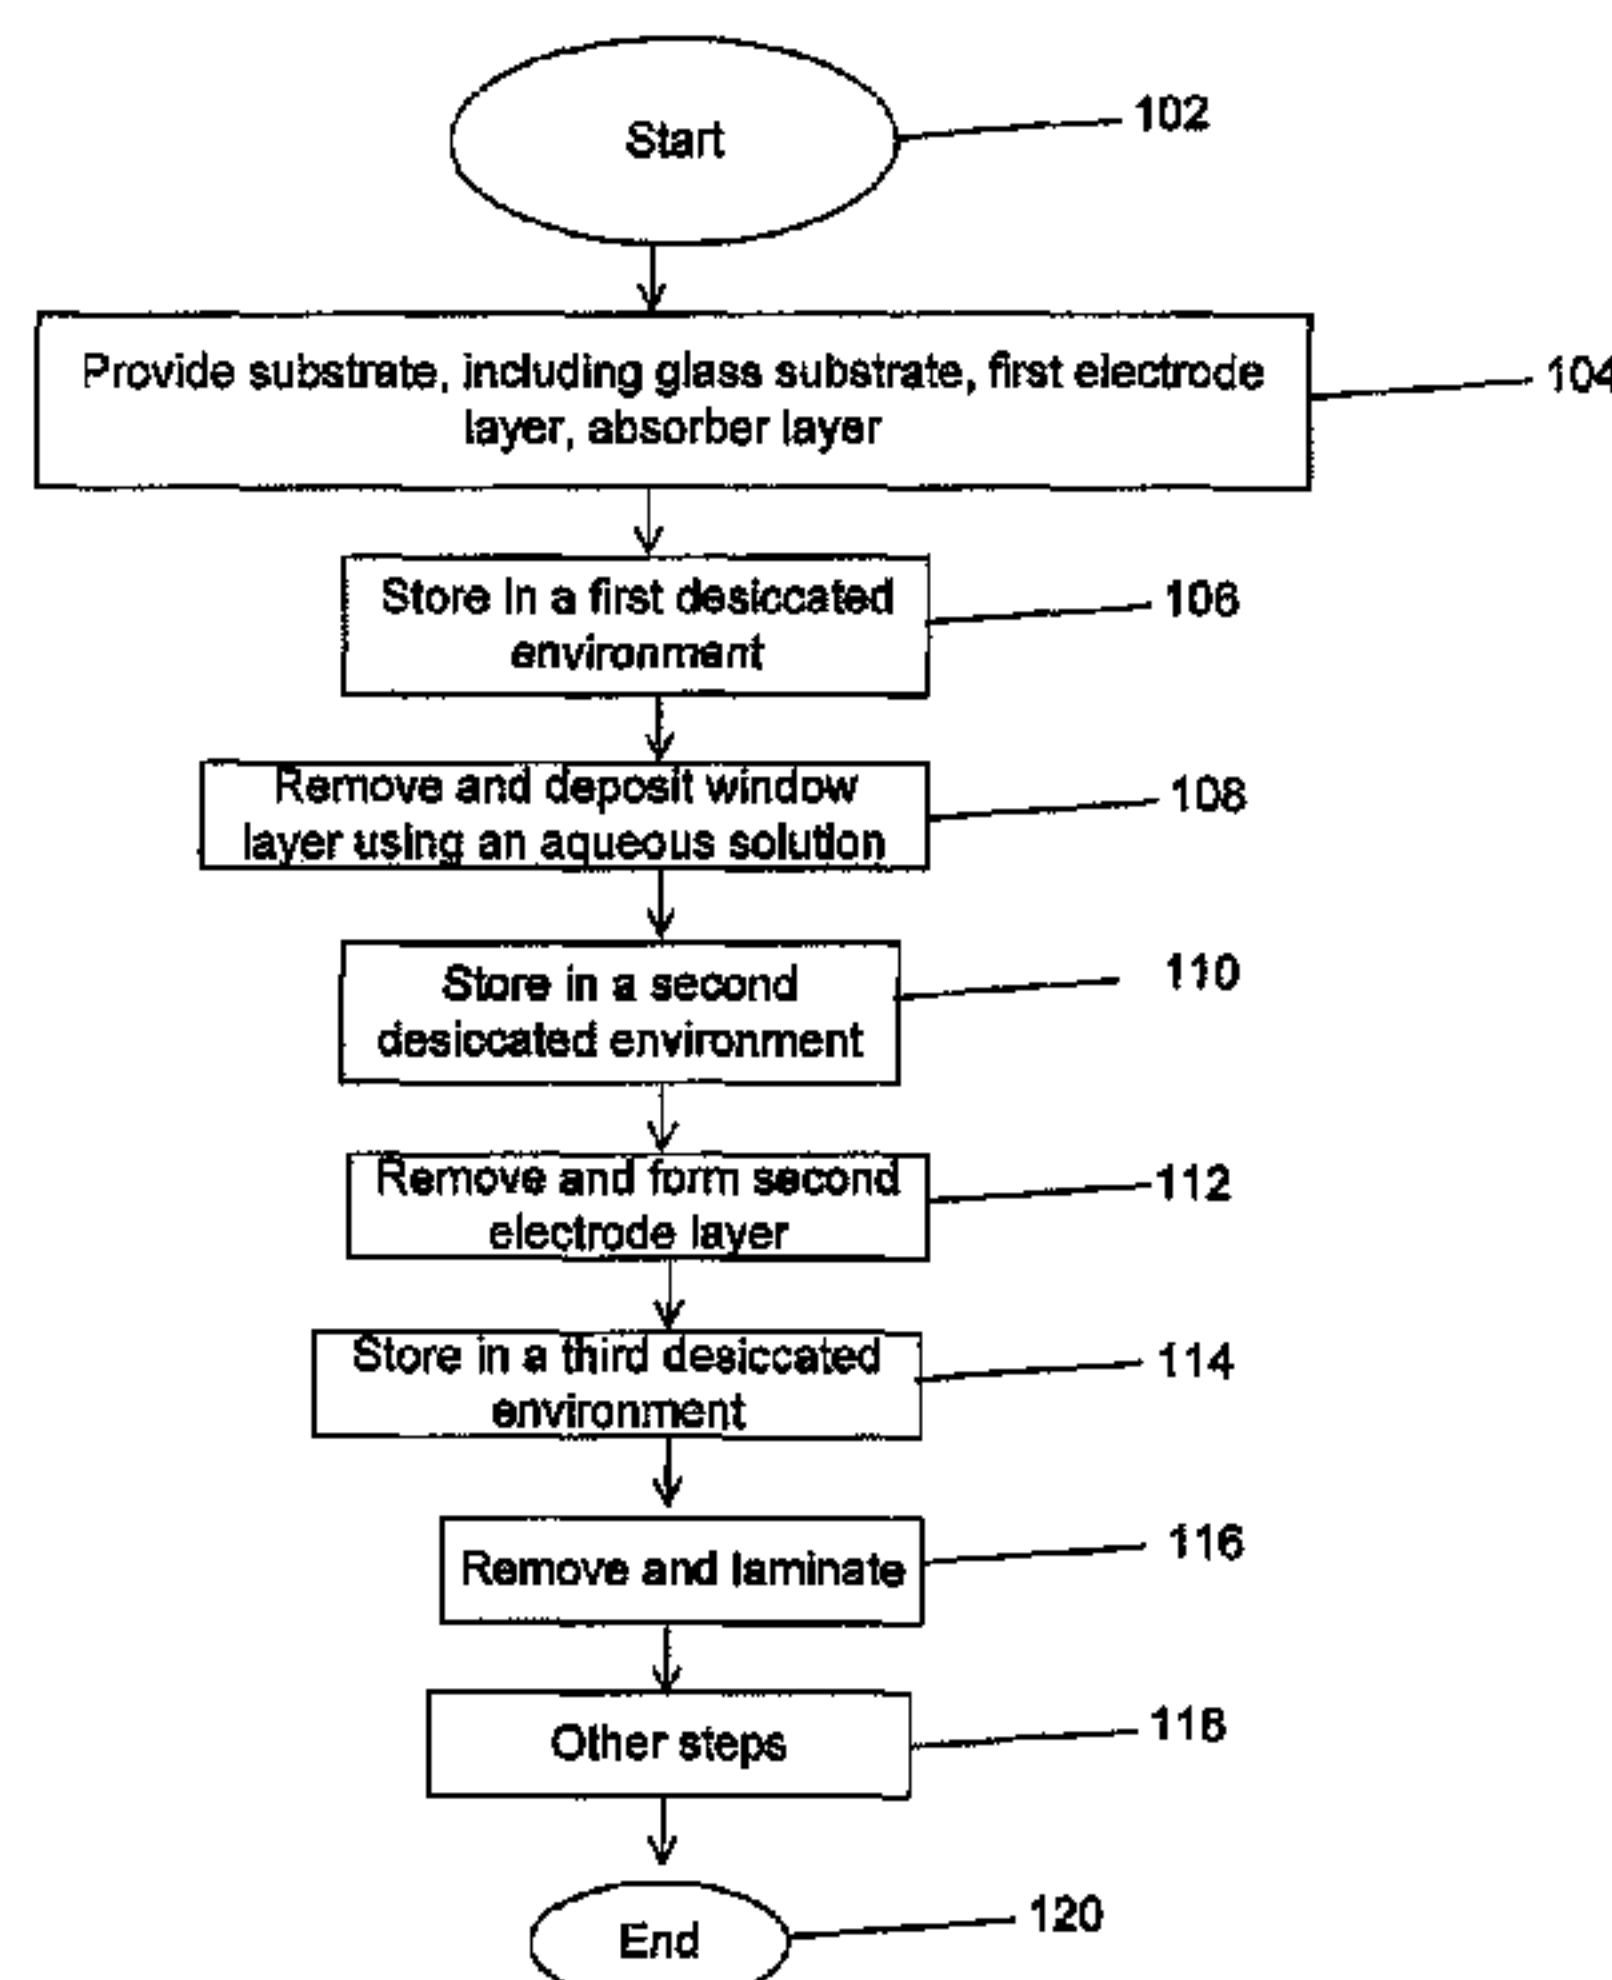 Start
102
Provide substrate, including glass substrate, first electrode
layer, absorber layer
104
Store in a first desiccated
environment
106
Remove and deposit window
layer using an aqueous solution
108
Store in a second
desiccated environment
110
Remove and form second
electrode layer
112
Store in a third desiccated
environment
114
Remove and laminate
116
Other steps
118
End
120